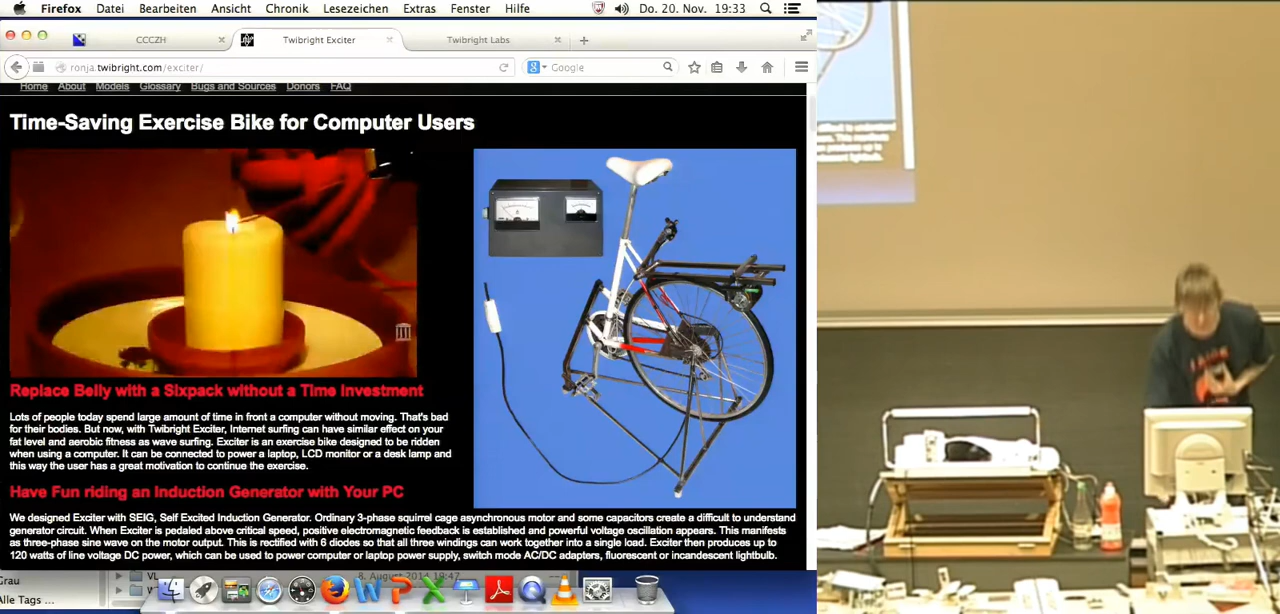 Firefox Datei Bearbeiten Ansicht Chronik Lesezeichen Extras Fenster Hilfe Do. 20. Nov. 19:33
CCCZH Twibright Exciter Twibright Labs
ronja.twibright.com/exciter/ Google
Home About Models Glossary Bugs and Sources Donors FAQ
Time-Saving Exercise Bike for Computer Users
Replace Belly with a Sixpack without a Time Investment
Lots of people today spend large amount of time in front a computer without moving. That's bad
for their bodies. But now, with Twibright Exciter, Internet surfing can have similar effect on your
fat level and aerobic fitness as wave surfing. Exciter is an exercise bike designed to be ridden
when using a computer. It can be connected to power a laptop, LCD monitor or a desk lamp and
this way the user has a great motivation to continue the exercise.
Have Fun riding an Induction Generator with Your PC
We designed Exciter with SEIG, Self Excited Induction Generator. Ordinary 3-phase squirrel cage asynchronous motor and some capacitors create a difficult to understand
generator circuit. When Exciter is pedaled above critical speed, positive electromagnetic feedback is established and powerful voltage oscillation appears. This manifests
as three-phase sine wave on the motor output. This is rectified with 6 diodes so that all three windings can work together into a single load. Exciter then produces up to
120 watts of line voltage DC power, which can be used to power computer or laptop power supply, switch mode AC/DC adapters, fluorescent or incandescent lightbulb.
Grau
Alle Tags ...
8. August 2014 19:47